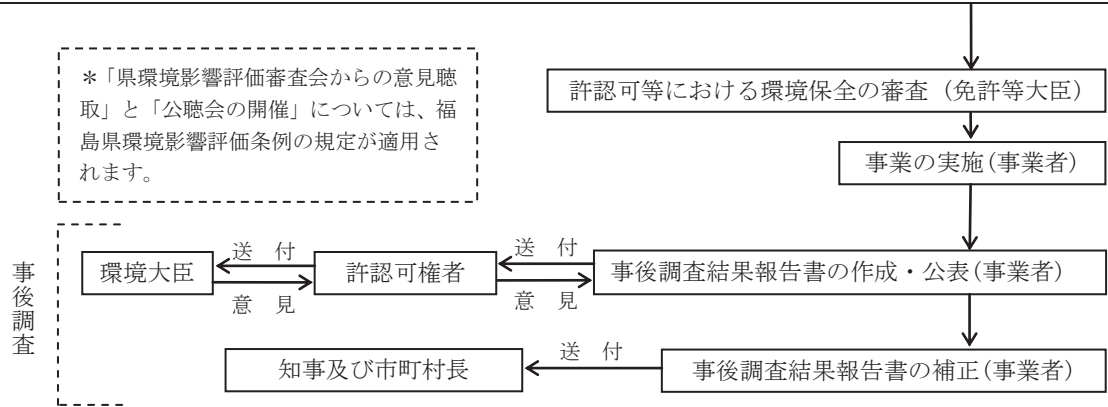 *「県環境影響評価審査会からの意見聴
取」と「公聴会の開催」については、福
島県環境影響評価条例の規定が適用さ
れます。
許認可等における環境保全の審査（免許等大臣）
事業の実施(事業者)
事後調査
環境大臣
送　付
意　見
許認可権者
送　付
意　見
事後調査結果報告書の作成・公表(事業者)
知事及び市町村長
送　付
事後調査結果報告書の補正(事業者)